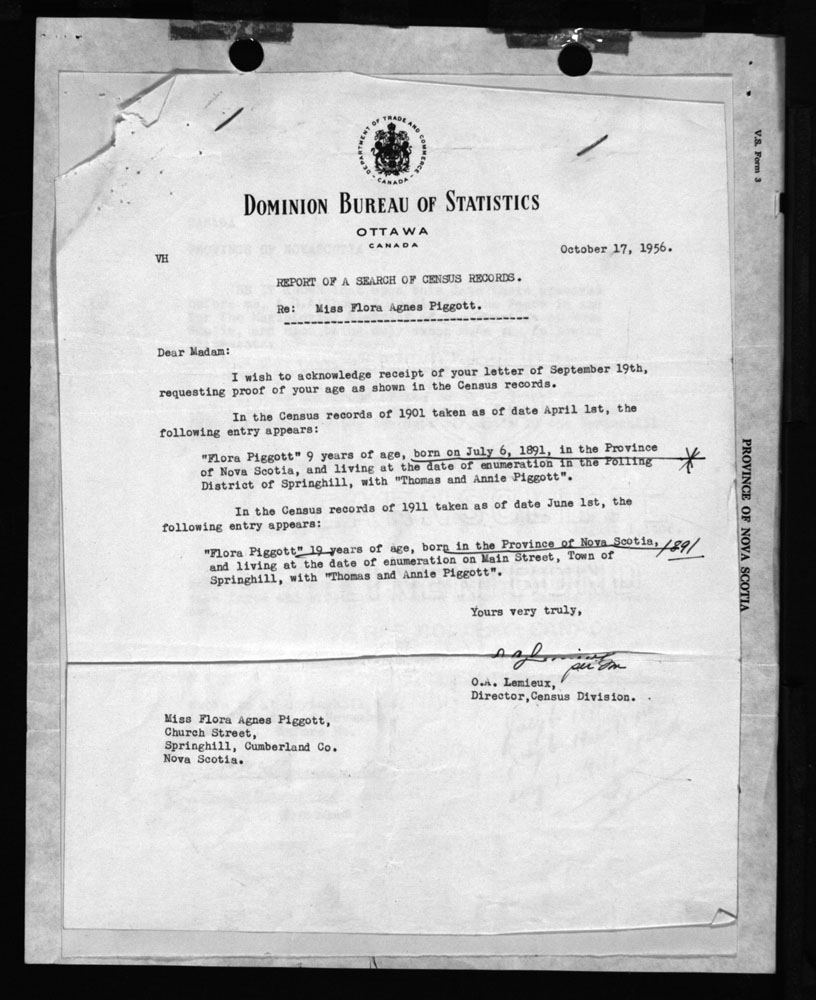 DEPARTMENT OF TRADE AND COMMERCE
- CANADA -
DOMINION BUREAU OF STATISTICS
OTTAWA
CANADA
October 17, 1956.
VH
REPORT OF A SEARCH OF CENSUS RECORDS.
Re: Miss Flora Agnes Piggott.
Dear Madam:
I wish to acknowledge receipt of your letter of September 19th,
requesting proof of your age as shown in the Census records.
In the Census records of 1901 taken as of date April 1st, the
following entry appears:
"Flora Piggott" 9 years of age, born on July 6, 1891, in the Province
of Nova Scotia, and living at the date of enumeration in the Polling
District of Springhill, with "Thomas and Annie Piggott".
In the Census records of 1911 taken as of date June 1st, the
following entry appears:
"Flora Piggott" 19 years of age, born in the Province of Nova Scotia, 1891
and living at the date of enumeration on Main Street, Town of
Springhill, with "Thomas and Annie Piggott".
Yours very truly,
O.A. Lemieux,
Director,Census Division.
Miss Flora Agnes Piggott,
Church Street,
Springhill, Cumberland Co.
Nova Scotia.
V.S. Form 3
PROVINCE OF NOVA SCOTIA